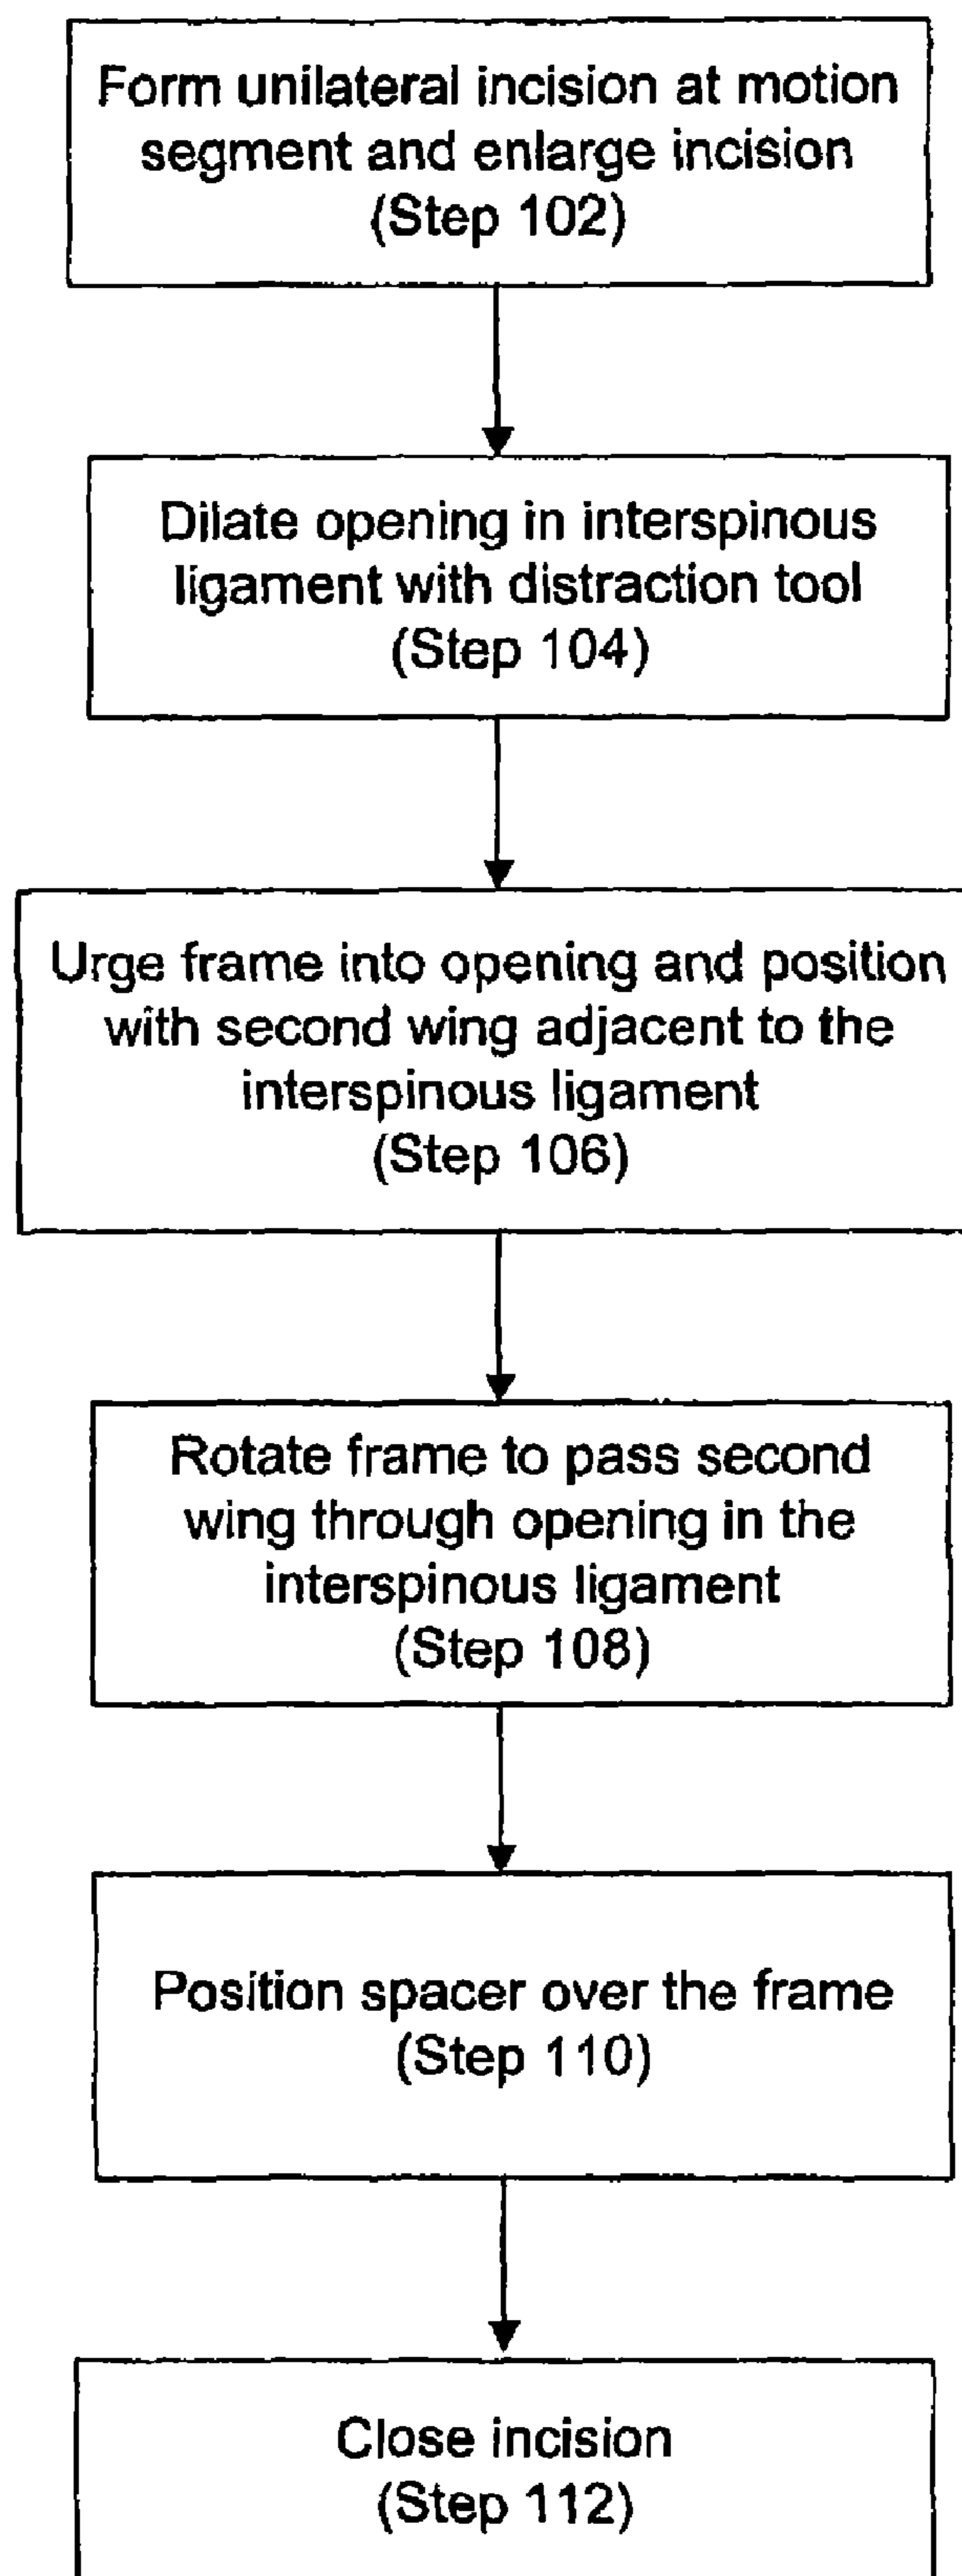 Form unilateral incision at motion
segment and enlarge incision
(Step 102)
Dilate opening in interspinous
ligament with distraction tool
(Step 104)
Urge frame into opening and position
with second wing adjacent to the
interspinous ligament
(Step 106)
Rotate frame to pass second
wing through opening in the
interspinous ligament
(Step 108)
Position spacer over the frame
(Step 110)
Close incision
(Step 112)